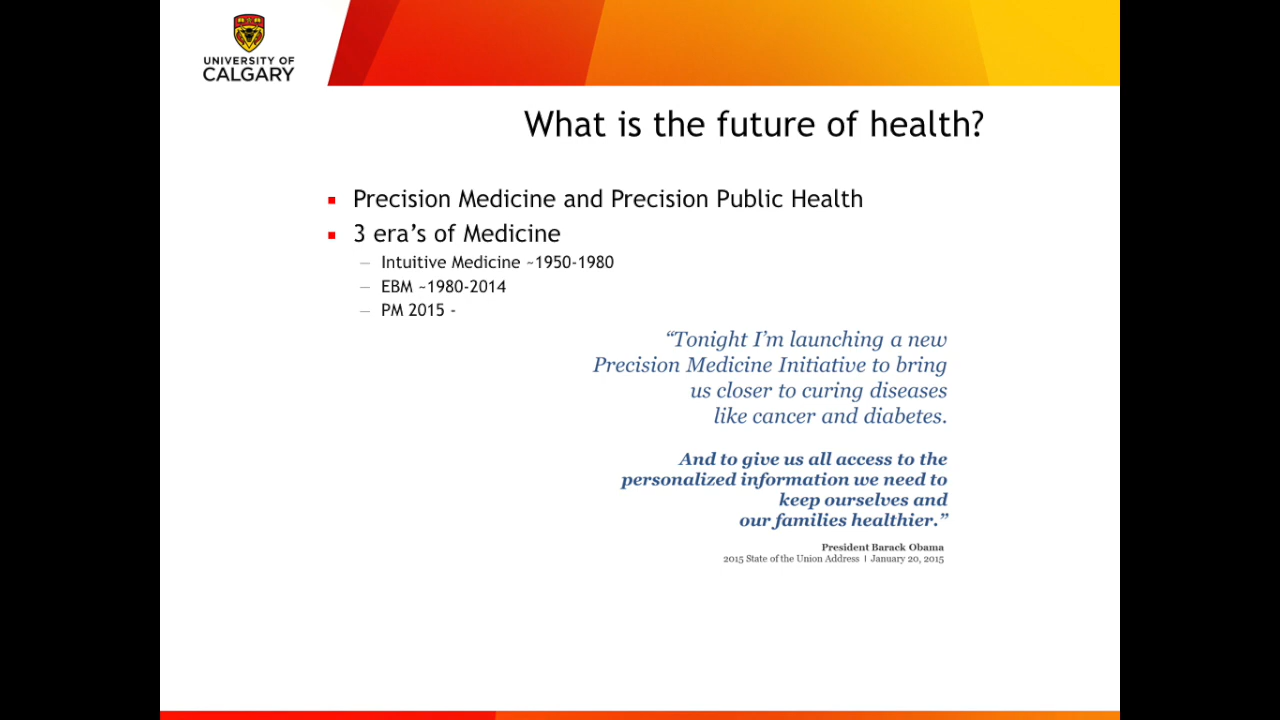 UNIVERSITY OF
CALGARY
What is the future of health?
Precision Medicine and Precision Public Health
3 era’s of Medicine
– Intuitive Medicine ~1950-1980
– EBM ~1980-2014
– PM 2015 -
“Tonight I’m launching a new
Precision Medicine Initiative to bring
us closer to curing diseases
like cancer and diabetes.
And to give us all access to the
personalized information we need to
keep ourselves and
our families healthier.”
President Barack Obama
2015 State of the Union Address | January 20, 2015